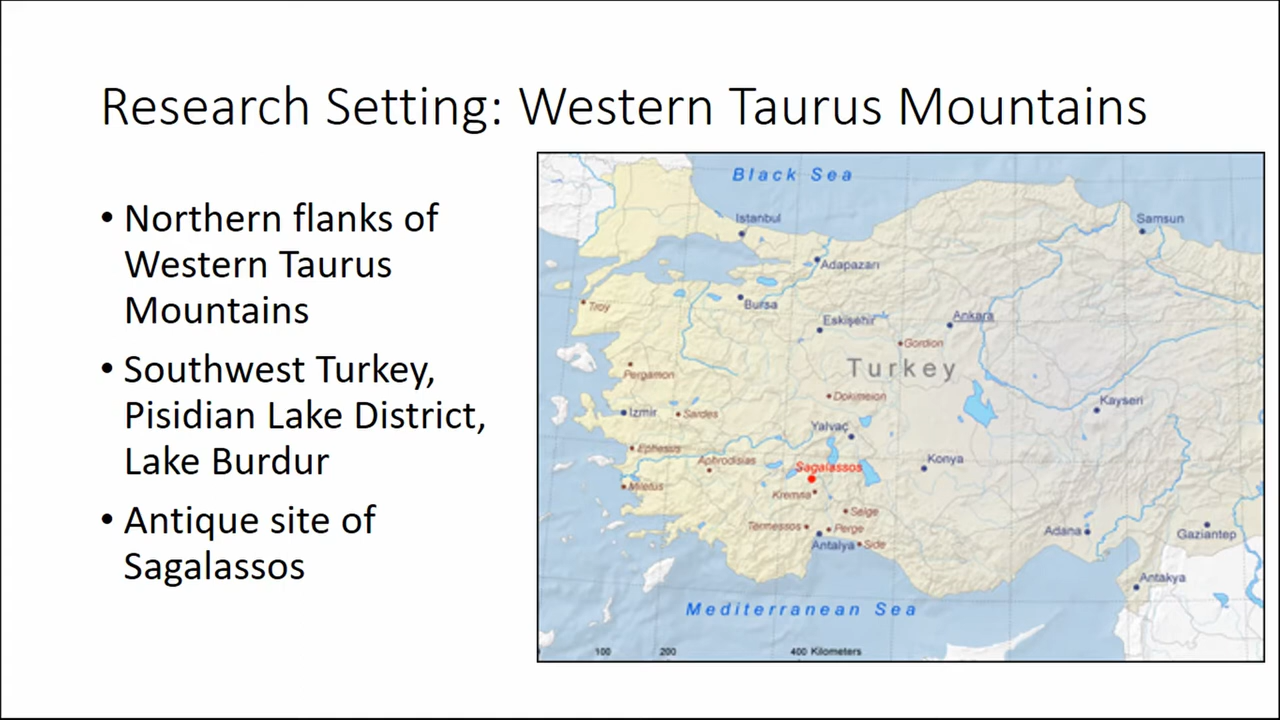 Research Setting: Western Taurus Mountains
• Northern flanks of
Western Taurus
Mountains
• Southwest Turkey,
Pisidian Lake District,
Lake Burdur
• Antique site of
Sagalassos
Black Sea
Istanbul
Samsun
Adapazarı
Bursa
Troy
Eskişehir
Ankara
Gordion
Turkey
Pergamon
Dokimeion
Kayseri
Izmir
Sardes
Yalvaç
Ephesus
Aphrodisias
Konya
Sagalassos
Miletus
Kremna
Selge
Termessos
Perge
Adana
Gaziantep
Antalya
Side
Antakya
Mediterranean Sea
100 200 400 Kilometers